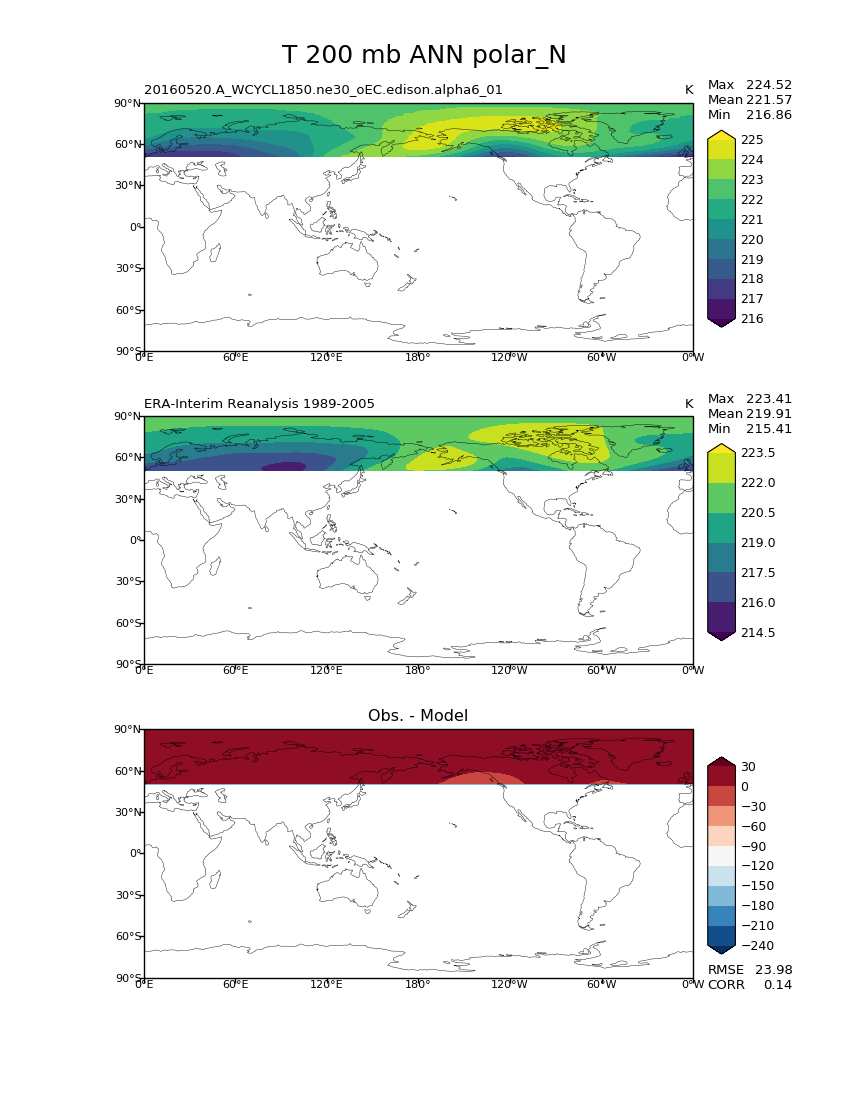 T 200 mb ANN polar_N
20160520.A_WCYCL1850.ne30_oEC.edison.alpha6_01 K
Max 224.52
Mean 221.57
Min 216.86
90°N
60°N
30°N
0°
30°S
60°S
90°S
0°E 60°E 120°E 180° 120°W 60°W 0°W
225
224
223
222
221
220
219
218
217
216
ERA-Interim Reanalysis 1989-2005 K
Max 223.41
Mean 219.91
Min 215.41
90°N
60°N
30°N
0°
30°S
60°S
90°S
0°E 60°E 120°E 180° 120°W 60°W 0°W
223.5
222.0
220.5
219.0
217.5
216.0
214.5
Obs. - Model
90°N
60°N
30°N
0°
30°S
60°S
90°S
0°E 60°E 120°E 180° 120°W 60°W 0°W
30
0
−30
−60
−90
−120
−150
−180
−210
−240
RMSE 23.98
CORR 0.14